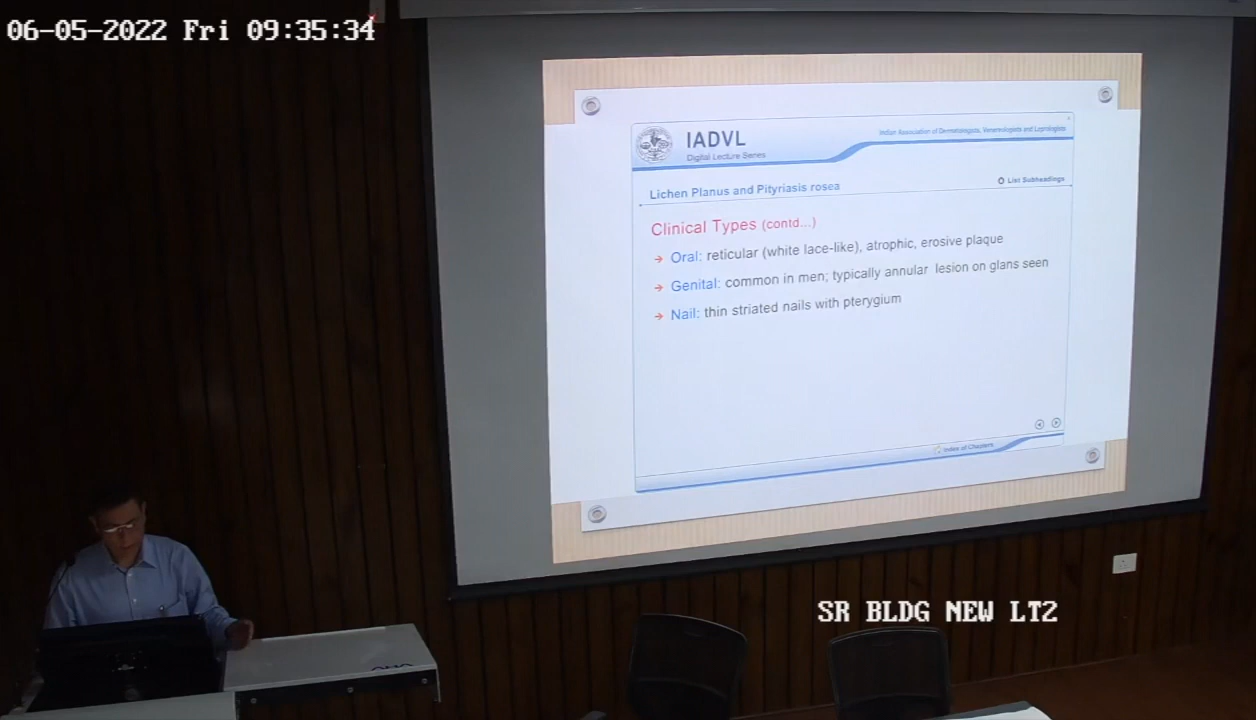 06-05-2022 Fri 09:35:34
IADVL
Digital Lecture Series
Indian Association of Dermatologists, Venereologists and Leprologists
Lichen Planus and Pityriasis rosea
List Subheadings
Clinical Types (contd...)
→ Oral: reticular (white lace-like), atrophic, erosive plaque
→ Genital: common in men; typically annular lesion on glans seen
→ Nail: thin striated nails with pterygium
Index of Chapters
SR BLDG NEW LT2